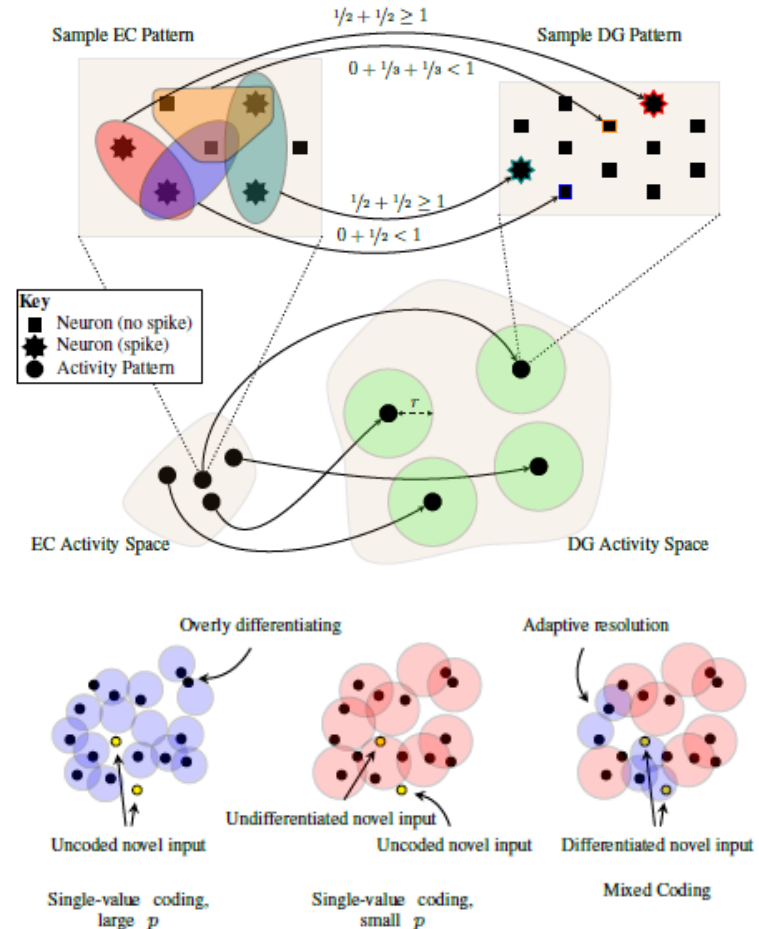 ½ + ½ ≥ 1
Sample EC Pattern
Sample DG Pattern
0 + ⅓ + ⅓ < 1
½ + ½ ≥ 1
0 + ½ < 1
Key
Neuron (no spike)
Neuron (spike)
Activity Pattern
r
EC Activity Space
DG Activity Space
Overly differentiating
Adaptive resolution
Undifferentiated novel input
Uncoded novel input
Uncoded novel input
Differentiated novel input
Single-value coding,
large p
Single-value coding,
small p
Mixed Coding